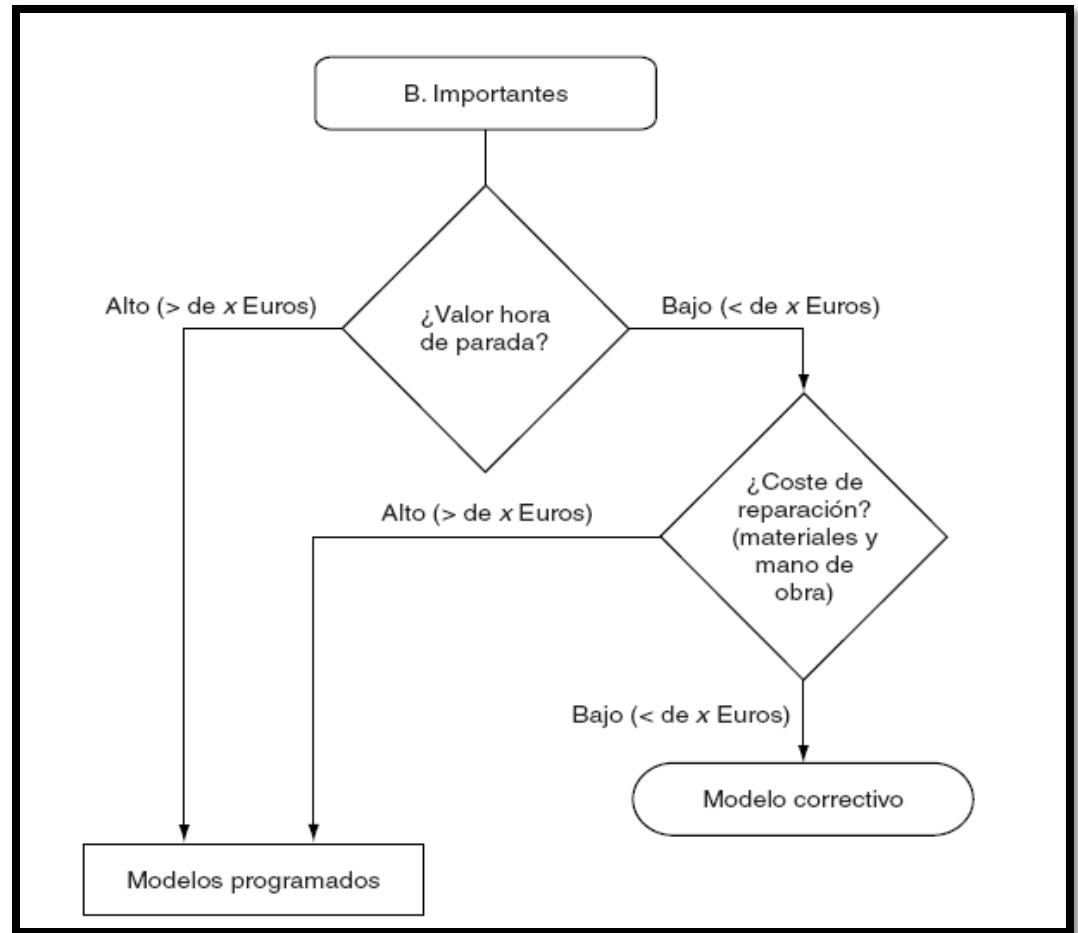 B. Importantes
Alto (> de x Euros)
¿Valor hora
de parada?
Bajo (< de x Euros)
Alto (> de x Euros)
¿Coste de
reparación?
(materiales y
mano de
obra)
Bajo (< de x Euros)
Modelo correctivo
Modelos programados